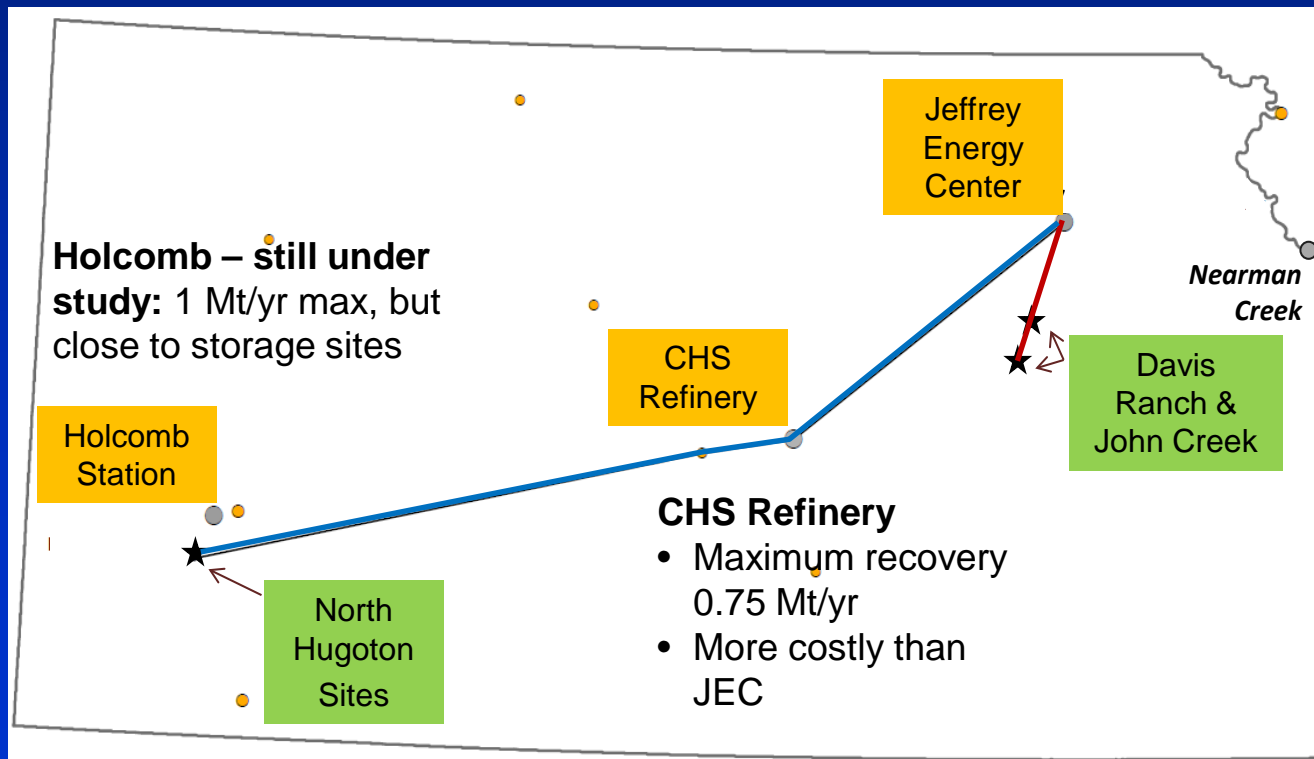 Jeffrey
Energy
Center
Holcomb – still under
study: 1 Mt/yr max, but
close to storage sites
Nearman
Creek
CHS
Refinery
Davis
Ranch &
John Creek
Holcomb
Station
North
Hugoton
Sites
CHS Refinery
• Maximum recovery
0.75 Mt/yr
• More costly than
JEC